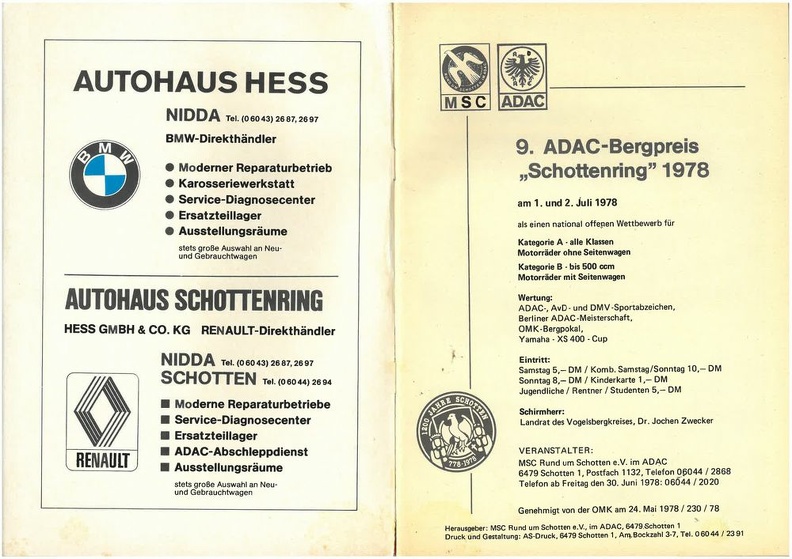 AUTOHAUS HESS
NIDDA Tel. (0 60 43) 26 87, 26 97
BMW-Direkthändler
BMW
● Moderner Reparaturbetrieb
● Karosseriewerkstatt
● Service-Diagnosecenter
● Ersatzteillager
● Ausstellungsräume
stets große Auswahl an Neu-
und Gebrauchtwagen
AUTOHAUS SCHOTTENRING
HESS GMBH & CO. KG RENAULT-Direkthändler
NIDDA Tel. (0 60 43) 26 87, 26 97
SCHOTTEN Tel. (0 60 44) 26 94
RENAULT
■ Moderne Reparaturbetriebe
■ Service-Diagnosecenter
■ Ersatzteillager
■ ADAC-Abschleppdienst
■ Ausstellungsräume
stets große Auswahl an Neu-
und Gebrauchtwagen
MSC
ADAC
9. ADAC-Bergpreis
„Schottenring” 1978
am 1. und 2. Juli 1978
als einen national offenen Wettbewerb für
Kategorie A - alle Klassen
Motorräder ohne Seitenwagen
Kategorie B - bis 500 ccm
Motorräder mit Seitenwagen
Wertung:
ADAC-, AvD - und DMV-Sportabzeichen,
Berliner ADAC-Meisterschaft,
OMK-Bergpokal,
Yamaha - XS 400 - Cup
Eintritt:
Samstag 5,— DM / Komb. Samstag/Sonntag 10,— DM
Sonntag 8,— DM / Kinderkarte 1,— DM
Jugendliche / Rentner / Studenten 5,— DM
Schirmherr:
Landrat des Vogelsbergkreises, Dr. Jochen Zwecker
1200 JAHRE SCHOTTEN
778-1978
VERANSTALTER:
MSC Rund um Schotten e.V. im ADAC
6479 Schotten 1, Postfach 1132, Telefon 06044 / 2868
Telefon ab Freitag den 30. Juni 1978: 06044 / 2020
Genehmigt von der OMK am 24. Mai 1978 / 230 / 78
Herausgeber: MSC Rund um Schotten e.V., im ADAC, 6479 Schotten 1
Druck und Gestaltung: AS-Druck, 6479 Schotten 1, Am Bockzahl 3-7, Tel. 0 60 44 / 23 91